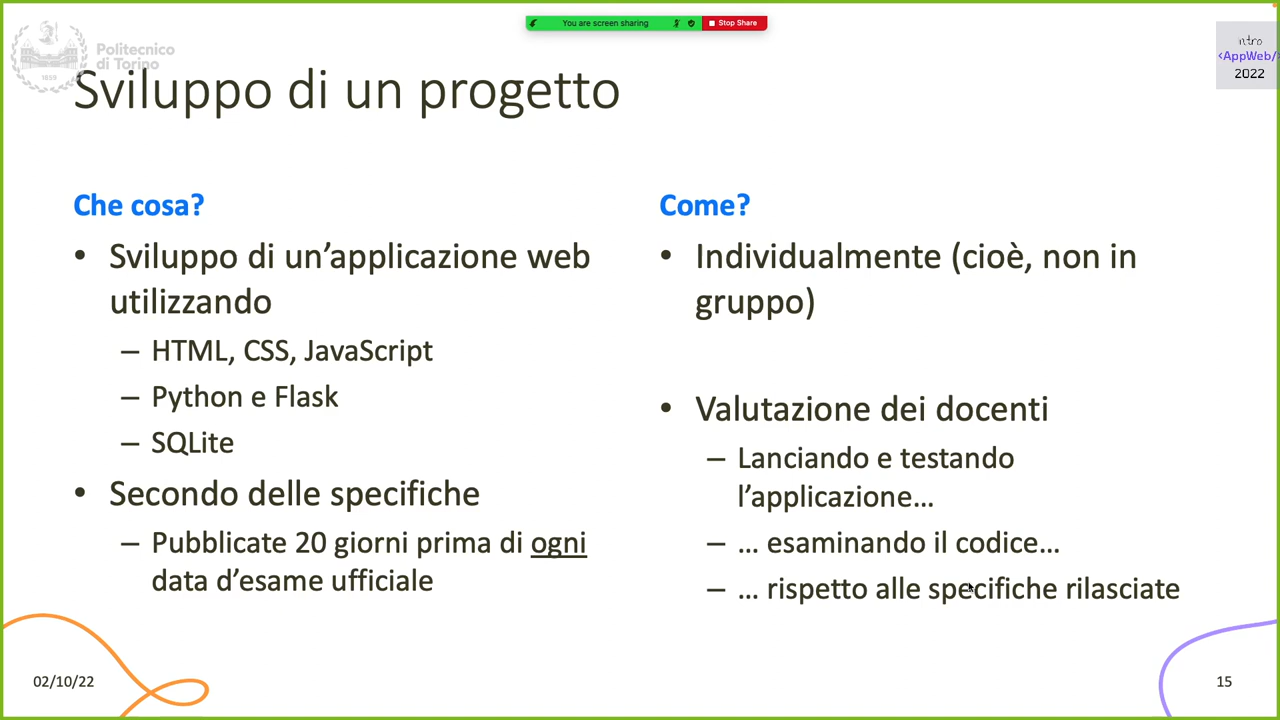 You are screen sharing
Stop Share
Politecnico
di Torino
1859
ntro
<AppWeb/>
2022
Sviluppo di un progetto
Che cosa?
• Sviluppo di un’applicazione web
utilizzando
– HTML, CSS, JavaScript
– Python e Flask
– SQLite
• Secondo delle specifiche
– Pubblicate 20 giorni prima di ogni
data d’esame ufficiale
Come?
• Individualmente (cioè, non in
gruppo)
• Valutazione dei docenti
– Lanciando e testando
l’applicazione…
– … esaminando il codice…
– … rispetto alle specifiche rilasciate
02/10/22
15